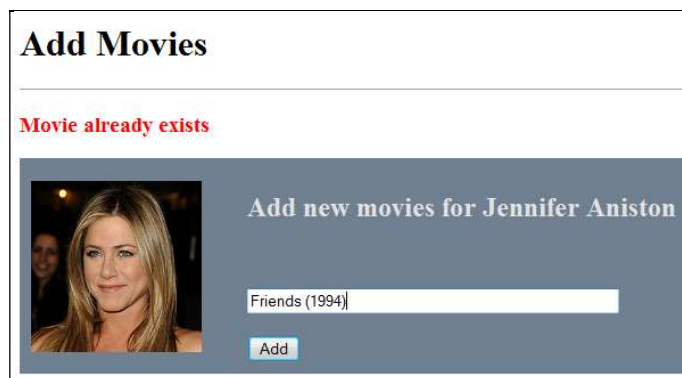 Add Movies
Movie already exists
Add new movies for Jennifer Aniston
Friends (1994)
Add